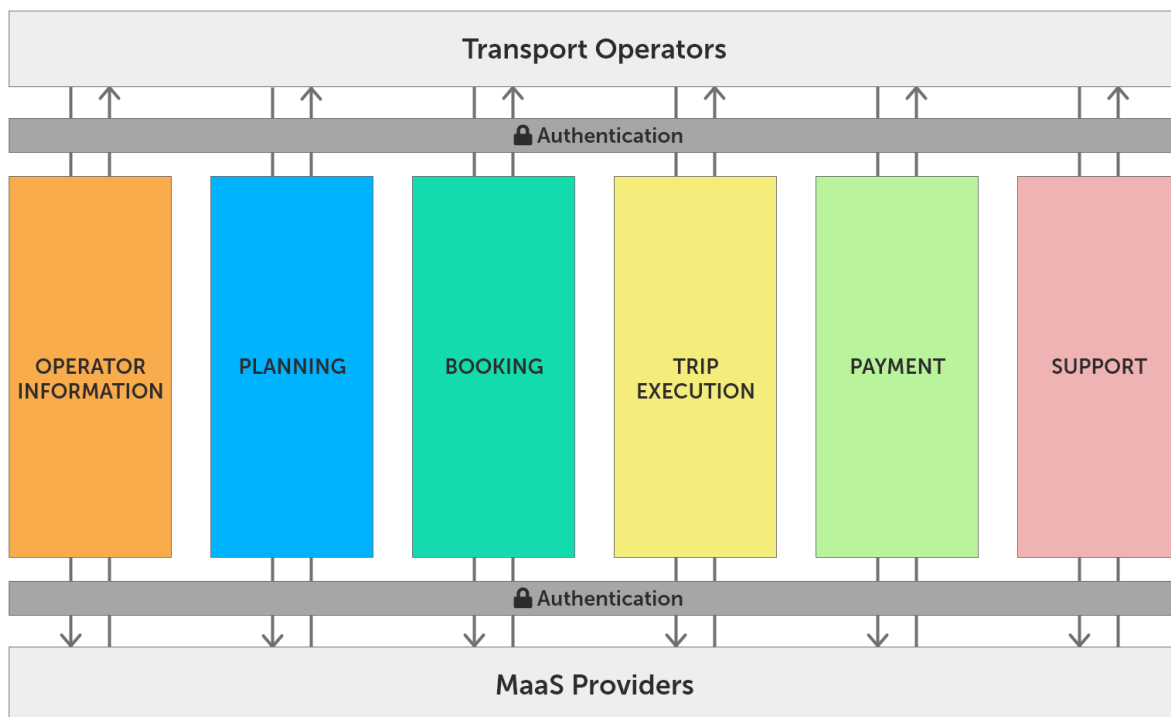 Transport Operators
Authentication
OPERATOR
INFORMATION
PLANNING
BOOKING
TRIP
EXECUTION
PAYMENT
SUPPORT
Authentication
MaaS Providers